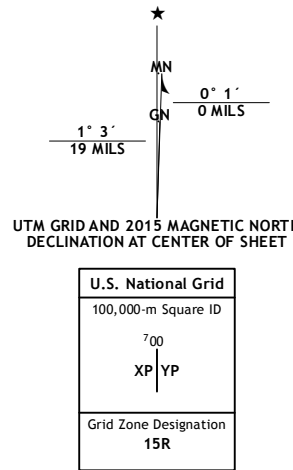 ★
MN
GN
0° 1´
0 MILS
1° 3´
19 MILS
UTM GRID AND 2015 MAGNETIC NORTH
DECLINATION AT CENTER OF SHEET
U.S. National Grid
100,000-m Square ID
⁷00
XP YP
Grid Zone Designation
15R